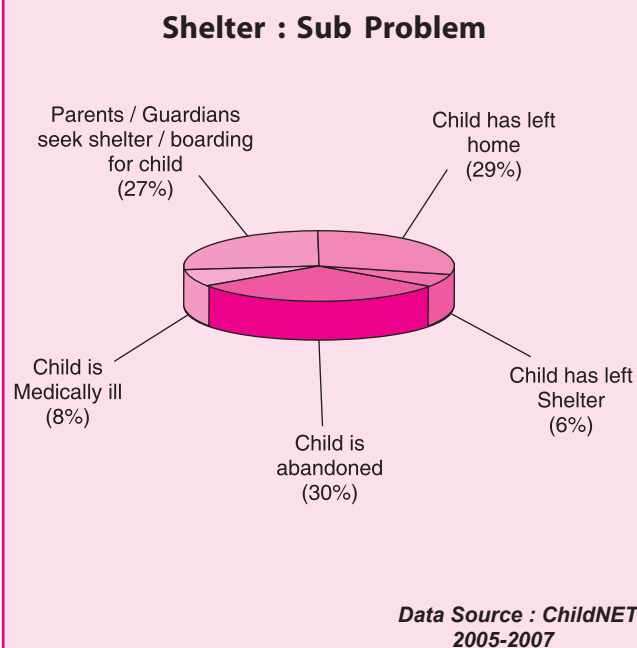 Shelter : Sub Problem
Parents / Guardians
seek shelter / boarding
for child
(27%)
Child has left
home
(29%)
Child is
Medically ill
(8%)
Child has left
Shelter
(6%)
Child is
abandoned
(30%)
Data Source : ChildNET
2005-2007